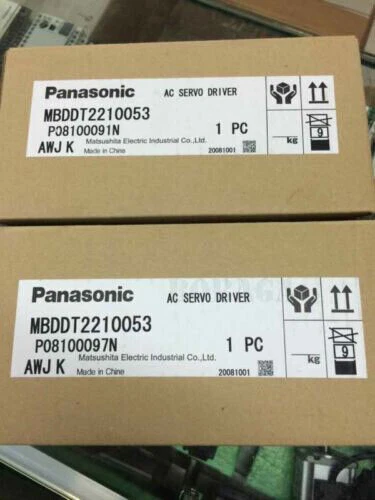 Panasonic AC SERVO DRIVER
MBDDT2210053
P08100091N 1 PC
Matsushita Electric Industrial Co.,Ltd.
AWJ K Made in China 20081001
kg 9
Panasonic AC SERVO DRIVER
MBDDT2210053
P08100097N 1 PC
Matsushita Electric Industrial Co.,Ltd.
AWJ K Made in China 20081001
kg 9